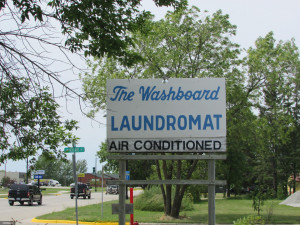 The Washboard
LAUNDROMAT
AIR CONDITIONED